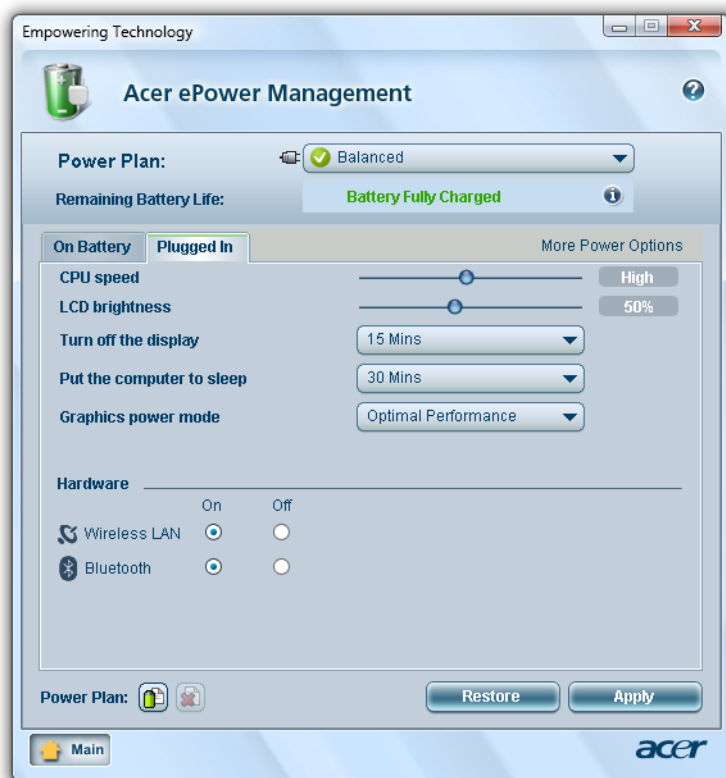 Empowering Technology
Acer ePower Management
Power Plan: Balanced
Remaining Battery Life: Battery Fully Charged
On Battery Plugged In More Power Options
CPU speed High
LCD brightness 50%
Turn off the display 15 Mins
Put the computer to sleep 30 Mins
Graphics power mode Optimal Performance
Hardware
On Off
Wireless LAN
Bluetooth
Power Plan: Restore Apply
Main acer